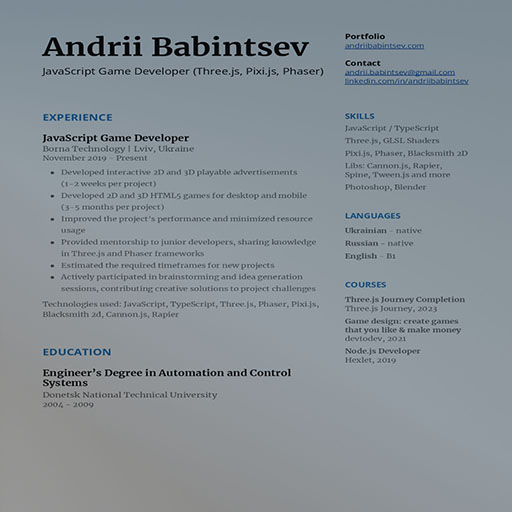 Andrii Babintsev
JavaScript Game Developer (Three.js, Pixi.js, Phaser)
EXPERIENCE
JavaScript Game Developer
Borna Technology | Lviv, Ukraine
November 2019 - Present
• Developed interactive 2D and 3D playable advertisements
(1-2 weeks per project)
• Developed 2D and 3D HTML5 games for desktop and mobile
(3-5 months per project)
• Improved the project's performance and minimized resource
usage
• Provided mentorship to junior developers, sharing knowledge
in Three.js and Phaser frameworks
• Estimated the required timeframes for new projects
• Actively participated in brainstorming and idea generation
sessions, contributing creative solutions to project challenges
Technologies used: JavaScript, TypeScript, Three.js, Phaser, Pixi.js,
Blacksmith 2d, Cannon.js, Rapier
EDUCATION
Engineer's Degree in Automation and Control
Systems
Donetsk National Technical University
2004 - 2009
Portfolio
andriibabintsev.com
Contact
andrii.babintsev@gmail.com
linkedin.com/in/andriibabintsev
SKILLS
JavaScript / TypeScript
Three.js, GLSL Shaders
Pixi.js, Phaser, Blacksmith 2D
Libs: Cannon.js, Rapier,
Spine, Tween.js and more
Photoshop, Blender
LANGUAGES
Ukrainian - native
Russian - native
English - B1
COURSES
Three.js Journey Completion
Three.js Journey, 2023
Game design: create games
that you like & make money
devtodev, 2021
Node.js Developer
Hexlet, 2019